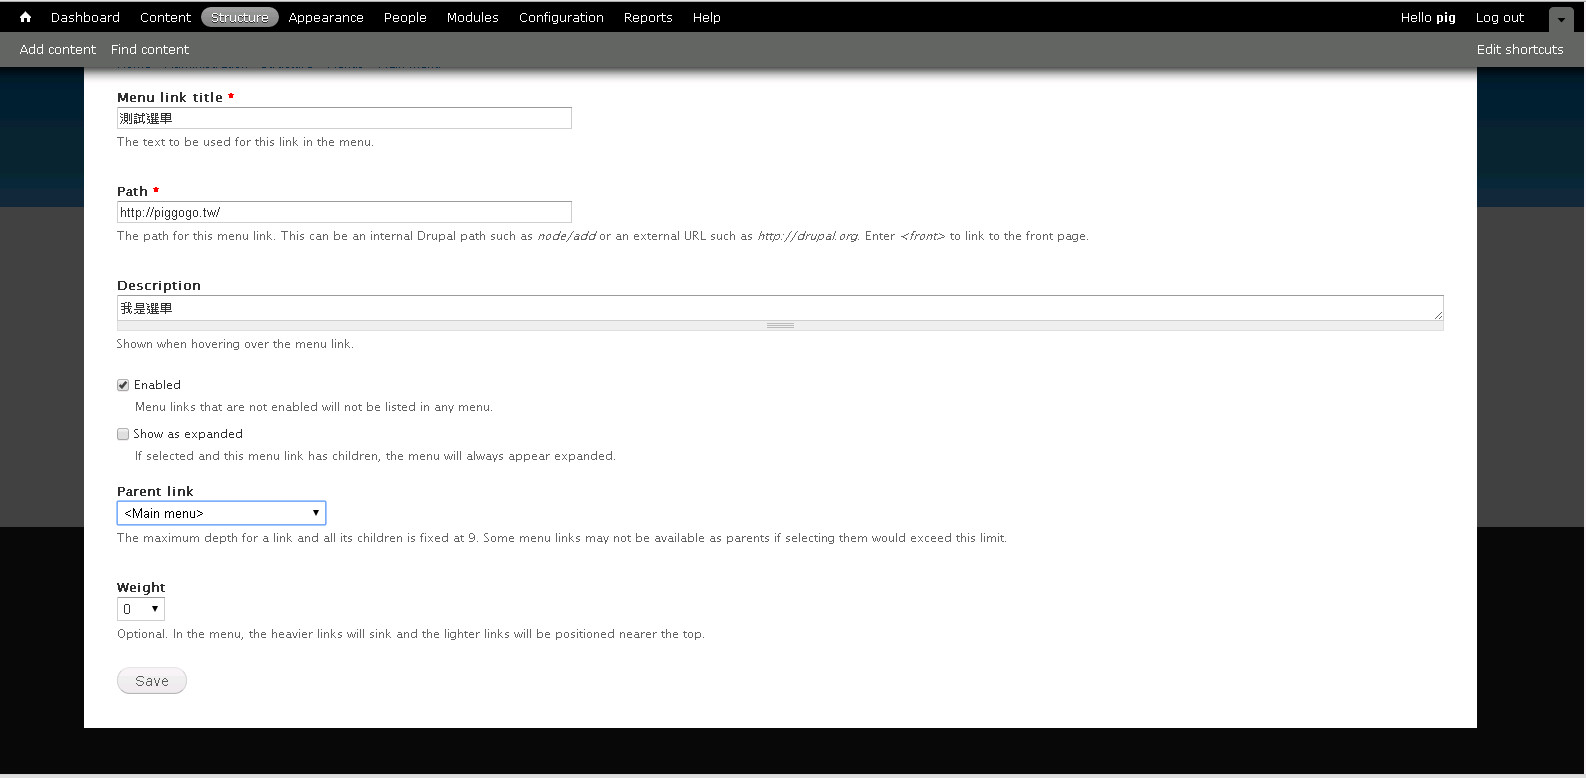 Dashboard Content Structure Appearance People Modules Configuration Reports Help Hello pig Log out
Add content Find content Edit shortcuts
Menu link title *
測試選單
The text to be used for this link in the menu.
Path *
http://piggogo.tw/
The path for this menu link. This can be an internal Drupal path such as node/add or an external URL such as http://drupal.org. Enter <front> to link to the front page.
Description
我是選單
Shown when hovering over the menu link.
Enabled
Menu links that are not enabled will not be listed in any menu.
Show as expanded
If selected and this menu link has children, the menu will always appear expanded.
Parent link
<Main menu>
The maximum depth for a link and all its children is fixed at 9. Some menu links may not be available as parents if selecting them would exceed this limit.
Weight
0
Optional. In the menu, the heavier links will sink and the lighter links will be positioned nearer the top.
Save